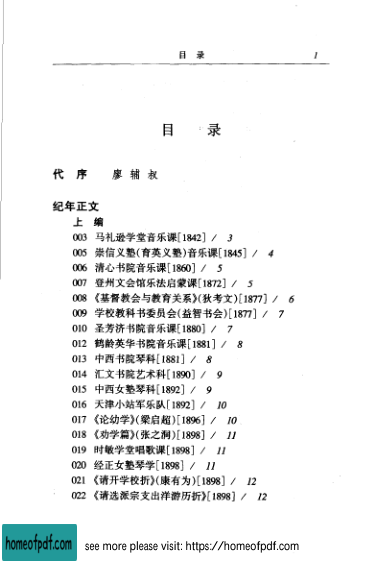 目 录 1
目 录
代 序 廖辅叔
纪年正文
上 编
003 马礼逊学堂音乐课[1842] / 3
005 崇信义塾(育英义塾)音乐课[1845] / 4
006 清心书院音乐课[1860] / 5
007 登州文会馆乐法启蒙课[1872] / 5
008 《基督教会与教育关系》(狄考文)[1877] / 6
009 学校教科书委员会(益智书会)[1877] / 7
010 圣芳济书院音乐课[1880] / 7
012 鹤龄英华书院音乐课[1881] / 8
013 中西书院琴科[1881] / 8
014 汇文书院艺术科[1890] / 9
015 中西女塾琴科[1892] / 9
016 天津小站军乐队[1892] / 10
017 《论幼学》(梁启超)[1896] / 10
018 《劝学篇》(张之洞)[1898] / 11
019 时敏学堂唱歌课[1898] / 11
020 经正女塾琴学[1898] / 11
021 《请开学校折》(康有为)[1898] / 12
022 《请选派宗支出洋游历折》[1898] / 12
homeofpdf.com see more please visit: https://homeofpdf.com